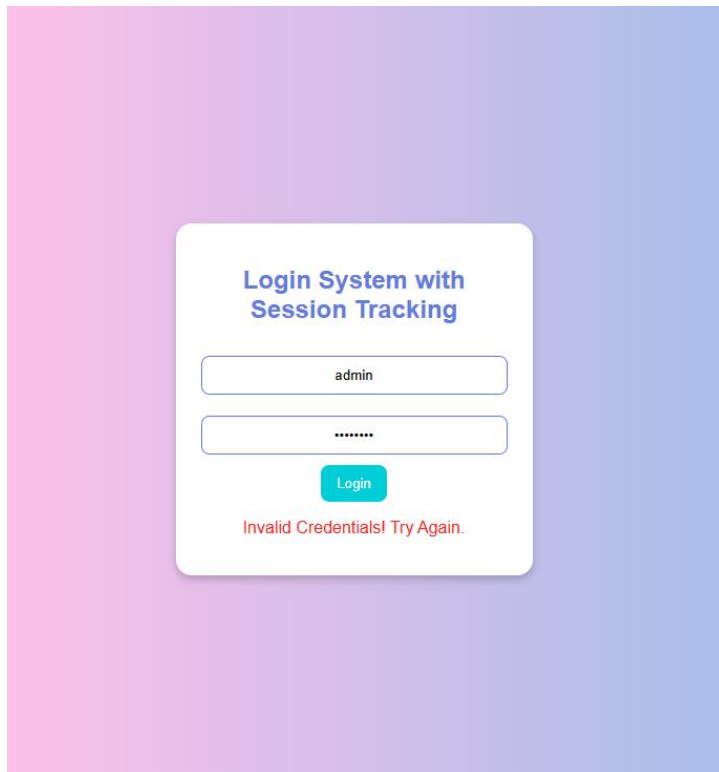 Login System with
Session Tracking
admin
••••••••
Login
Invalid Credentials! Try Again.